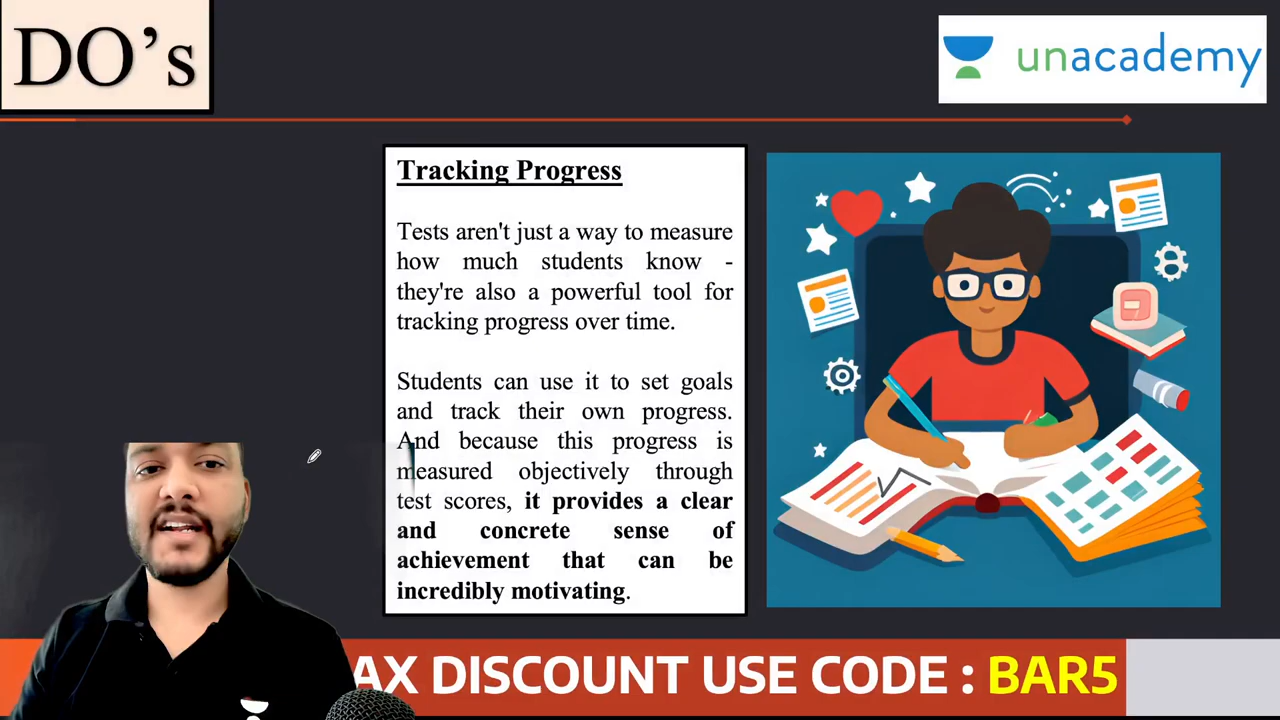 DO's
unacademy
Tracking Progress
Tests aren't just a way to measure
how much students know -
they're also a powerful tool for
tracking progress over time.
Students can use it to set goals
and track their own progress.
And because this progress is
measured objectively through
test scores, it provides a clear
and concrete sense of
achievement that can be
incredibly motivating.
AX DISCOUNT USE CODE : BAR5